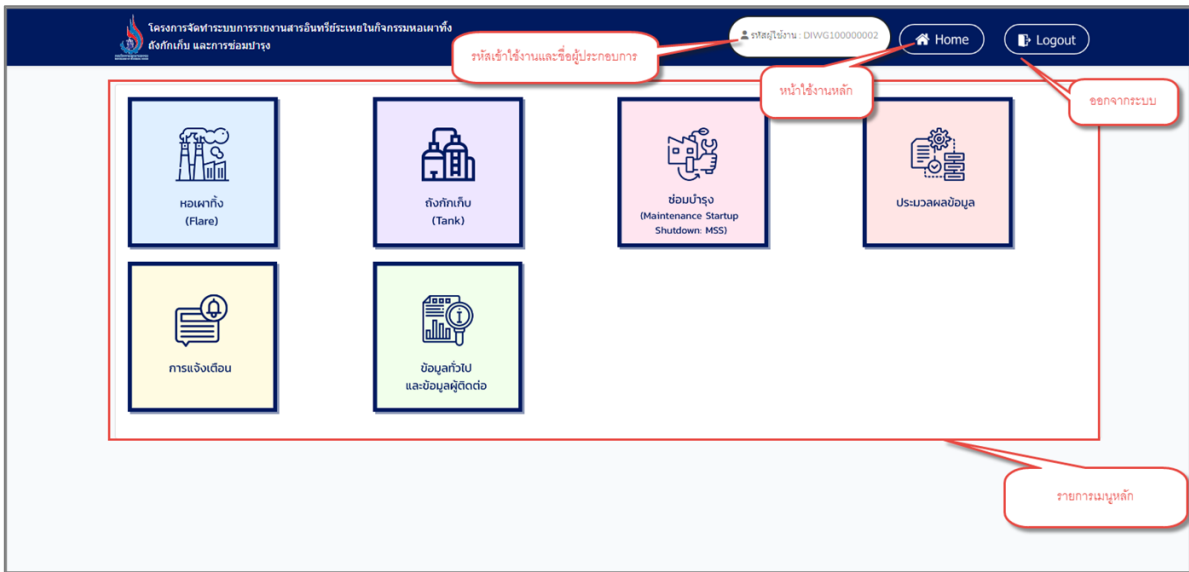 โครงการจัดทำระบบการรายงานสารอินทรีย์ระเหยในกิจกรรมหอเผาทิ้ง
ถังกักเก็บ และการซ่อมบำรุง
รหัสผู้ใช้งาน : DIWG100000002
Home
Logout
รหัสเข้าใช้งานและชื่อผู้ประกอบการ
หน้าใช้งานหลัก
ออกจากระบบ
หอเผาทิ้ง
(Flare)
ถังกักเก็บ
(Tank)
ซ่อมบำรุง
(Maintenance Startup
Shutdown: MSS)
ประมวลผลข้อมูล
การแจ้งเตือน
ข้อมูลทั่วไป
และข้อมูลผู้ติดต่อ
รายการเมนูหลัก